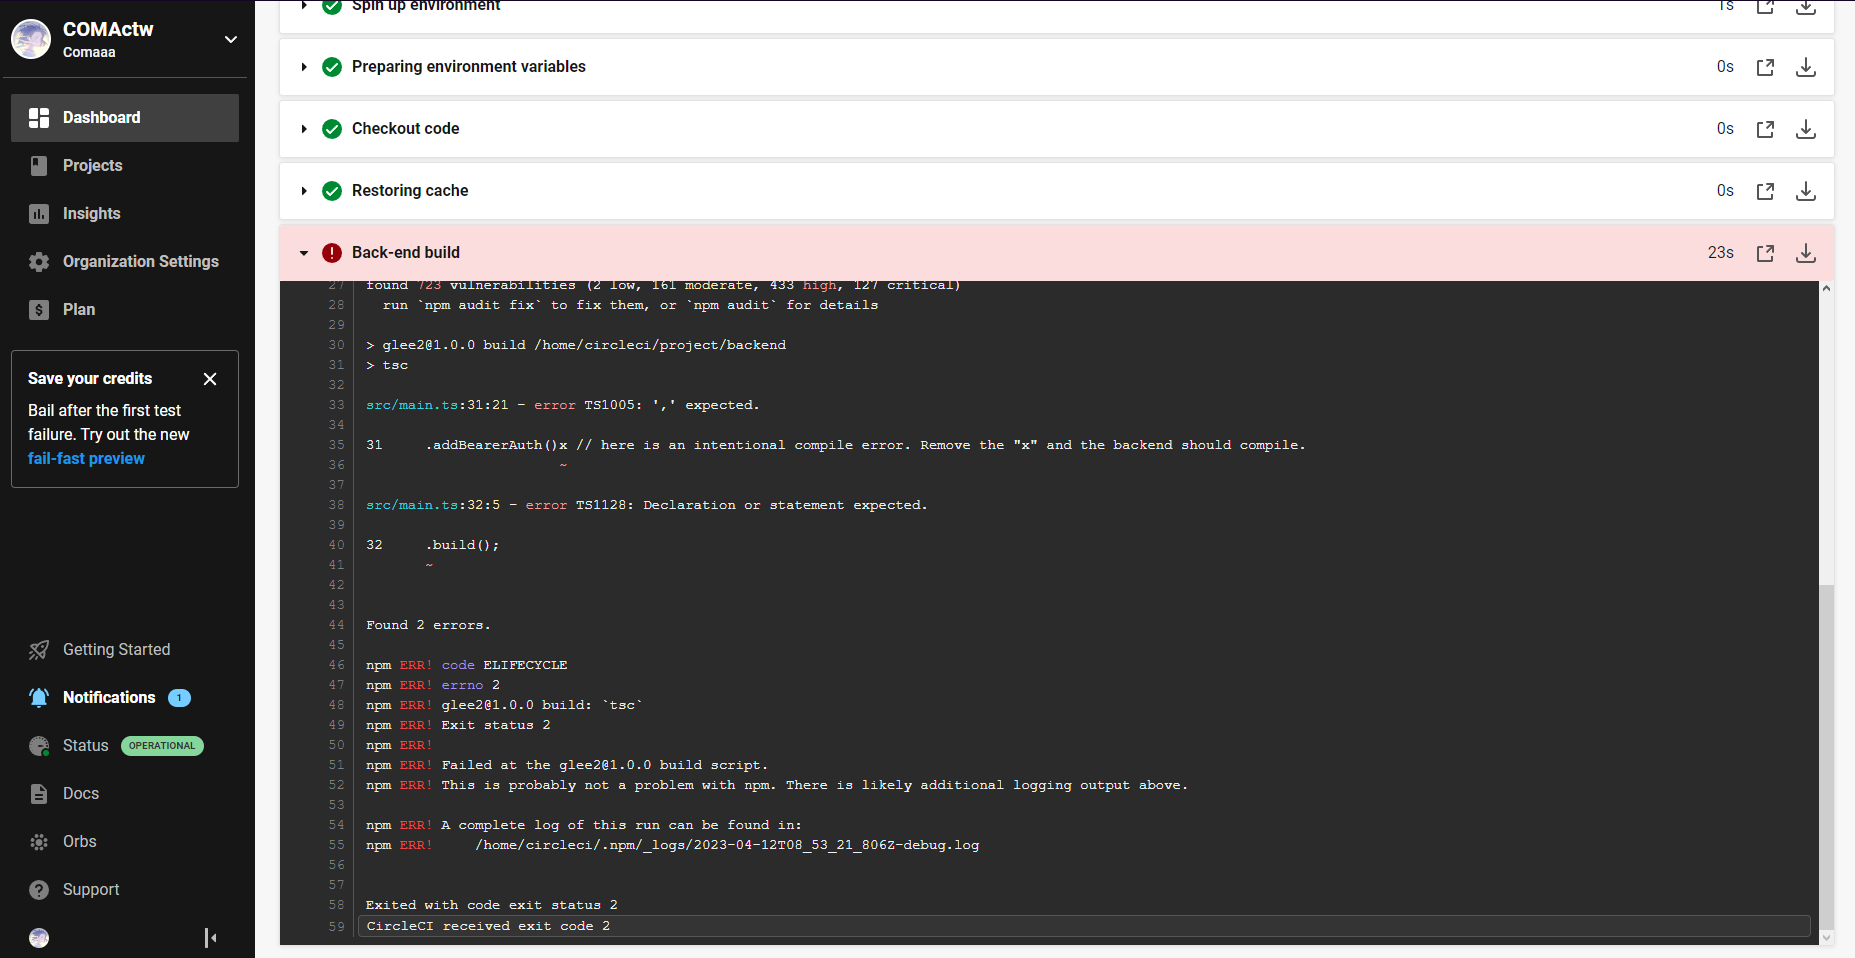 COMActw
Comaaa
Dashboard
Projects
Insights
Organization Settings
Plan
Save your credits
Bail after the first test
failure. Try out the new
fail-fast preview
Getting Started
Notifications 1
Status OPERATIONAL
Docs
Orbs
Support
Spin up environment 1s
Preparing environment variables 0s
Checkout code 0s
Restoring cache 0s
Back-end build 23s
27 found 723 vulnerabilities (2 low, 161 moderate, 433 high, 127 critical)
28 run `npm audit fix` to fix them, or `npm audit` for details
29
30 > glee2@1.0.0 build /home/circleci/project/backend
31 > tsc
32
33 src/main.ts:31:21 - error TS1005: ',' expected.
34
35 31 .addBearerAuth()x // here is an intentional compile error. Remove the "x" and the backend should compile.
36 ~
37
38 src/main.ts:32:5 - error TS1128: Declaration or statement expected.
39
40 32 .build();
41 ~
42
43
44 Found 2 errors.
45
46 npm ERR! code ELIFECYCLE
47 npm ERR! errno 2
48 npm ERR! glee2@1.0.0 build: `tsc`
49 npm ERR! Exit status 2
50 npm ERR!
51 npm ERR! Failed at the glee2@1.0.0 build script.
52 npm ERR! This is probably not a problem with npm. There is likely additional logging output above.
53
54 npm ERR! A complete log of this run can be found in:
55 npm ERR! /home/circleci/.npm/_logs/2023-04-12T08_53_21_806Z-debug.log
56
57
58 Exited with code exit status 2
59 CircleCI received exit code 2